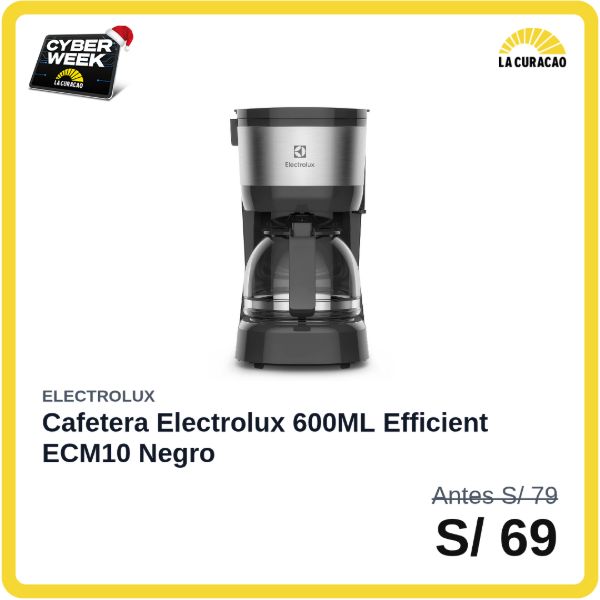 CYBER
WEEK
LA CURACAO
LA CURACAO
Electrolux
ELECTROLUX
Cafetera Electrolux 600ML Efficient
ECM10 Negro
Antes S/ 79
S/ 69